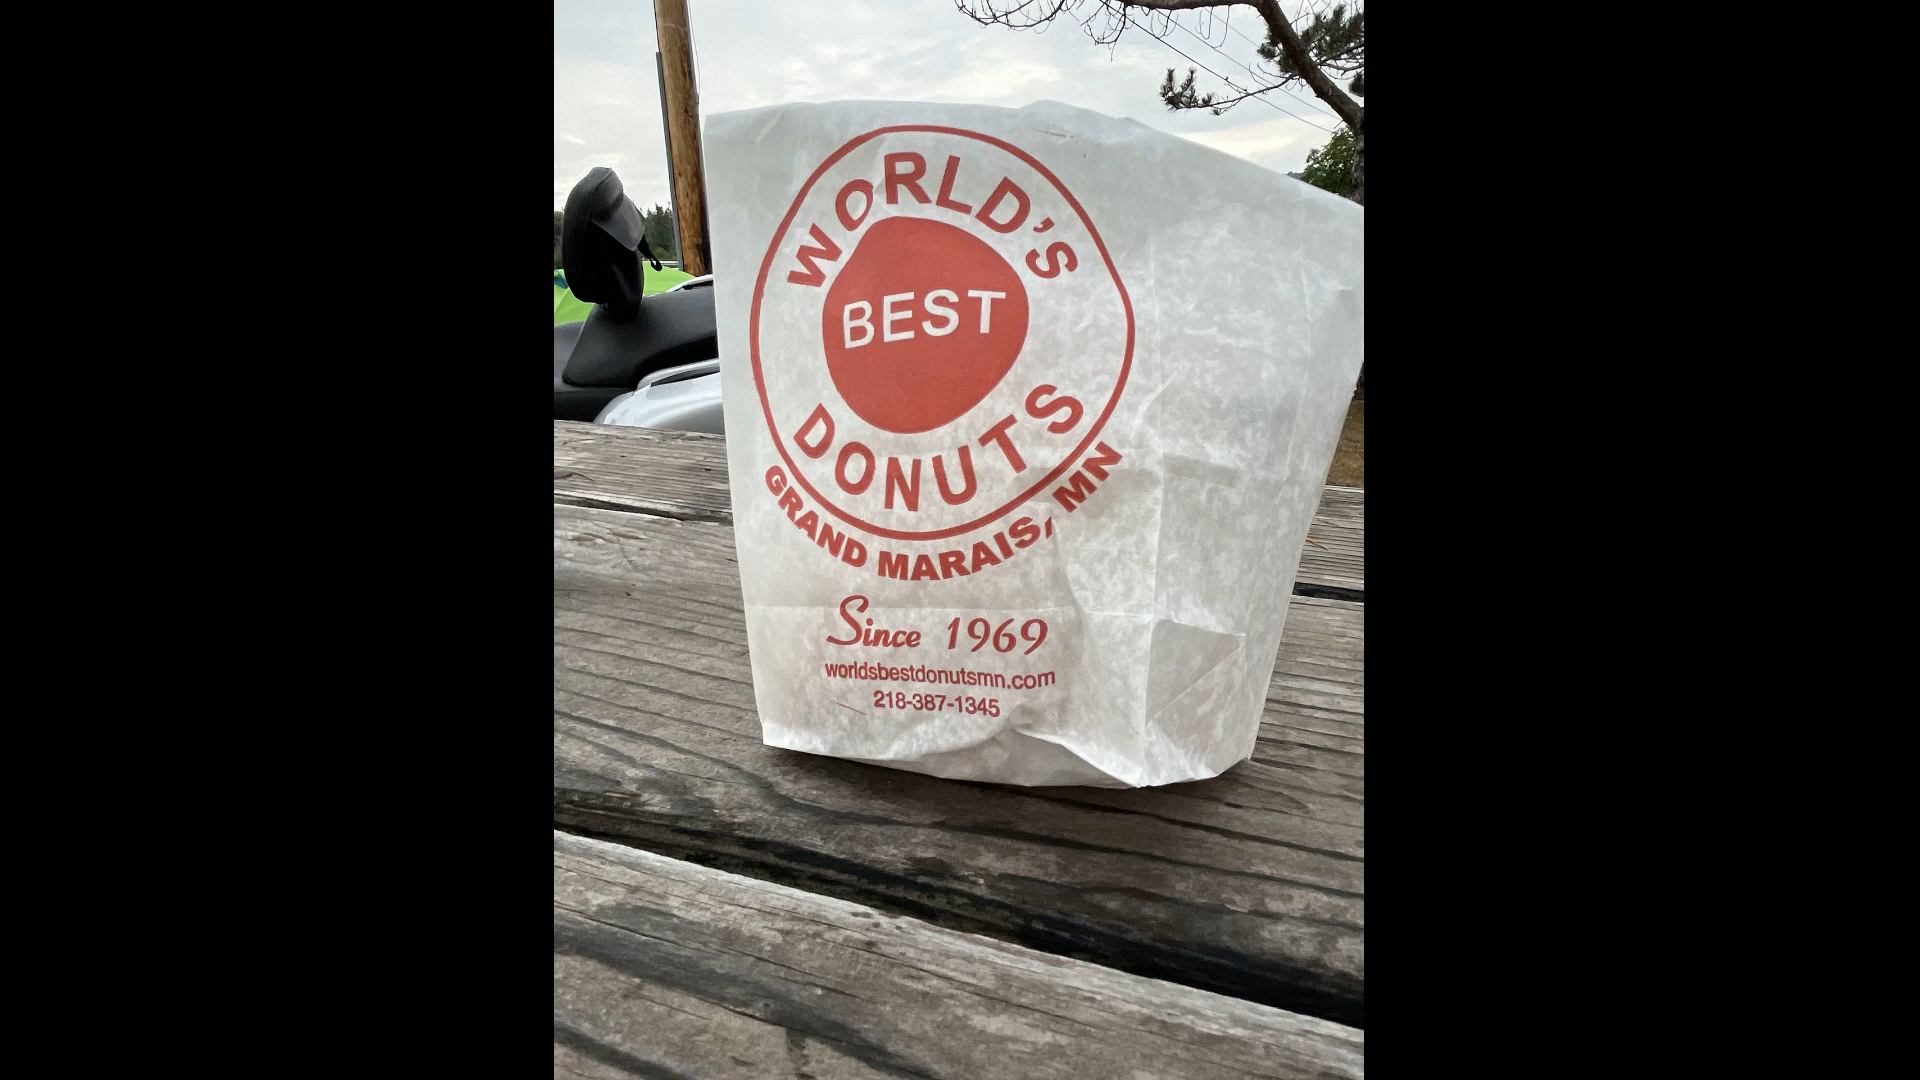 WORLD'S
BEST
DONUTS
GRAND MARAIS, MN
Since 1969
worldsbestdonutsmn.com
218-387-1345